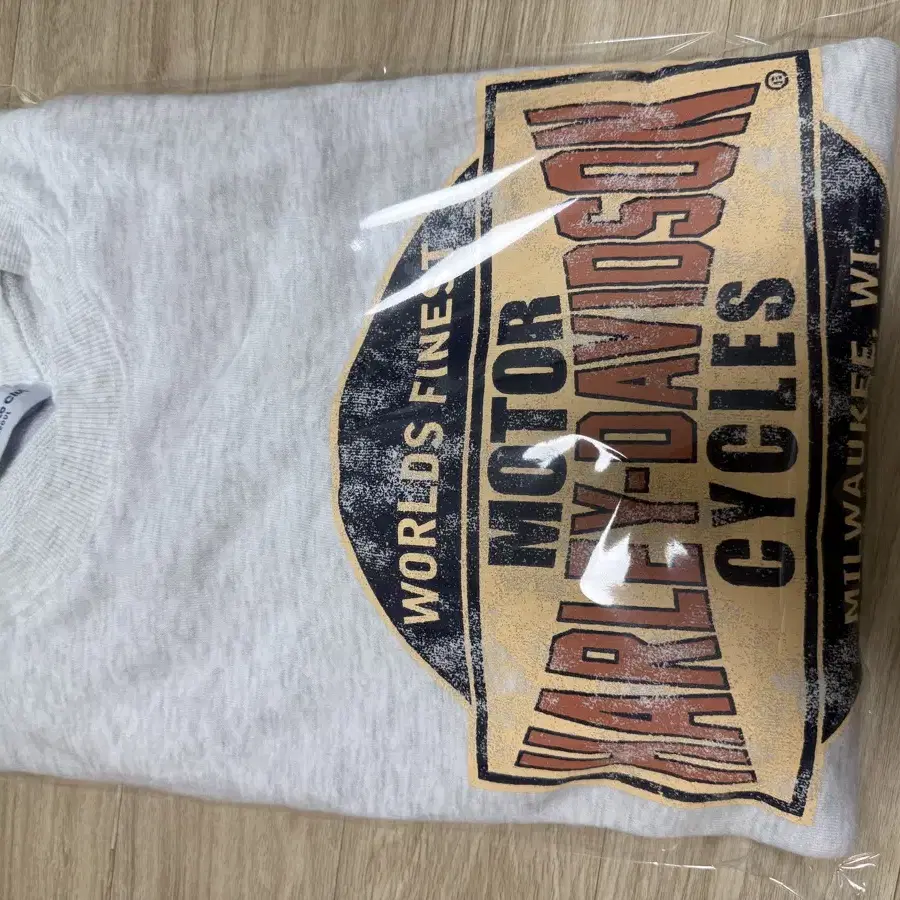 WORLDS FINEST
MOTOR
HARLEY-DAVIDSON
CYCLES
®
MILWAUKEE. WI.